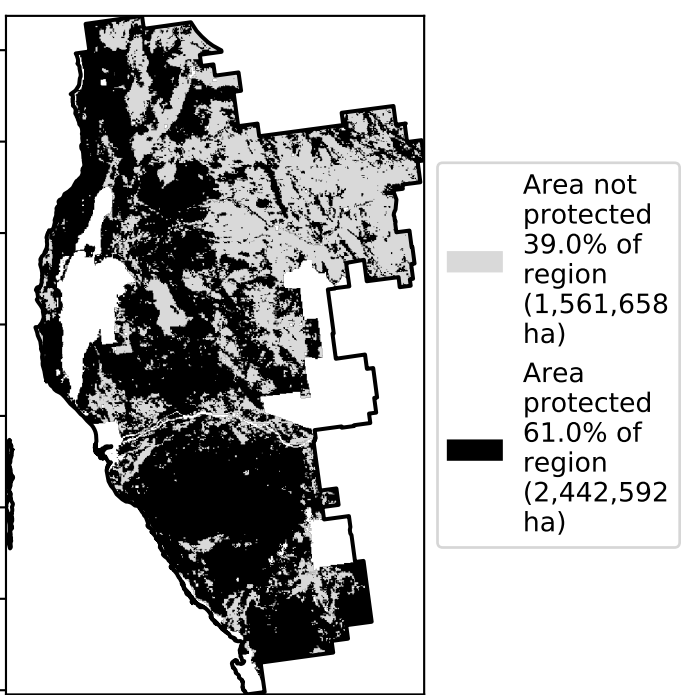 Area not
protected
39.0% of
region
(1,561,658
ha)
Area
protected
61.0% of
region
(2,442,592
ha)